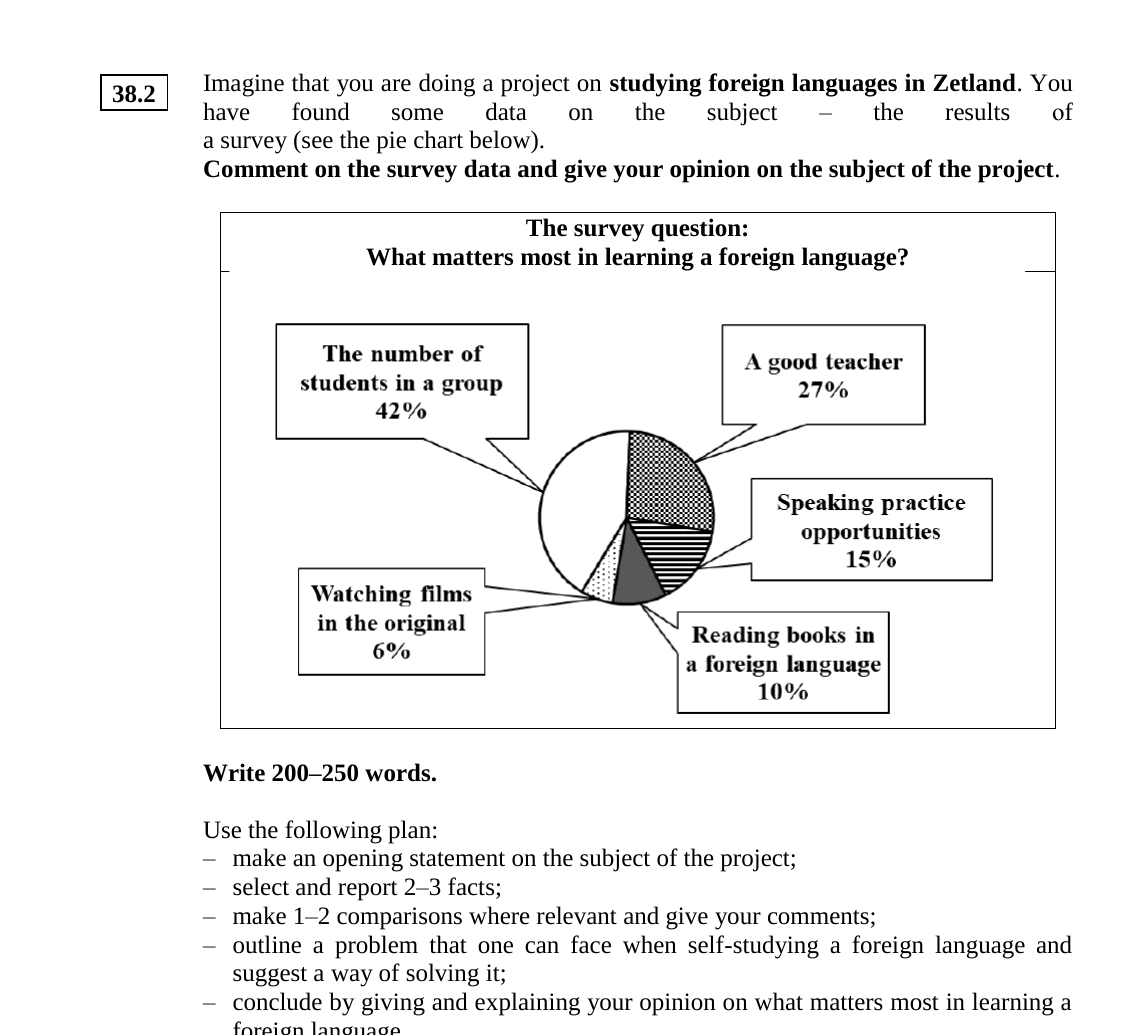 38.2
Imagine that you are doing a project on studying foreign languages in Zetland. You
have found some data on the subject – the results of
a survey (see the pie chart below).
Comment on the survey data and give your opinion on the subject of the project.
The survey question:
What matters most in learning a foreign language?
The number of
students in a group
42%
A good teacher
27%
Speaking practice
opportunities
15%
Watching films
in the original
6%
Reading books in
a foreign language
10%
Write 200–250 words.
Use the following plan:
– make an opening statement on the subject of the project;
– select and report 2–3 facts;
– make 1–2 comparisons where relevant and give your comments;
– outline a problem that one can face when self-studying a foreign language and
suggest a way of solving it;
– conclude by giving and explaining your opinion on what matters most in learning a
foreign language.